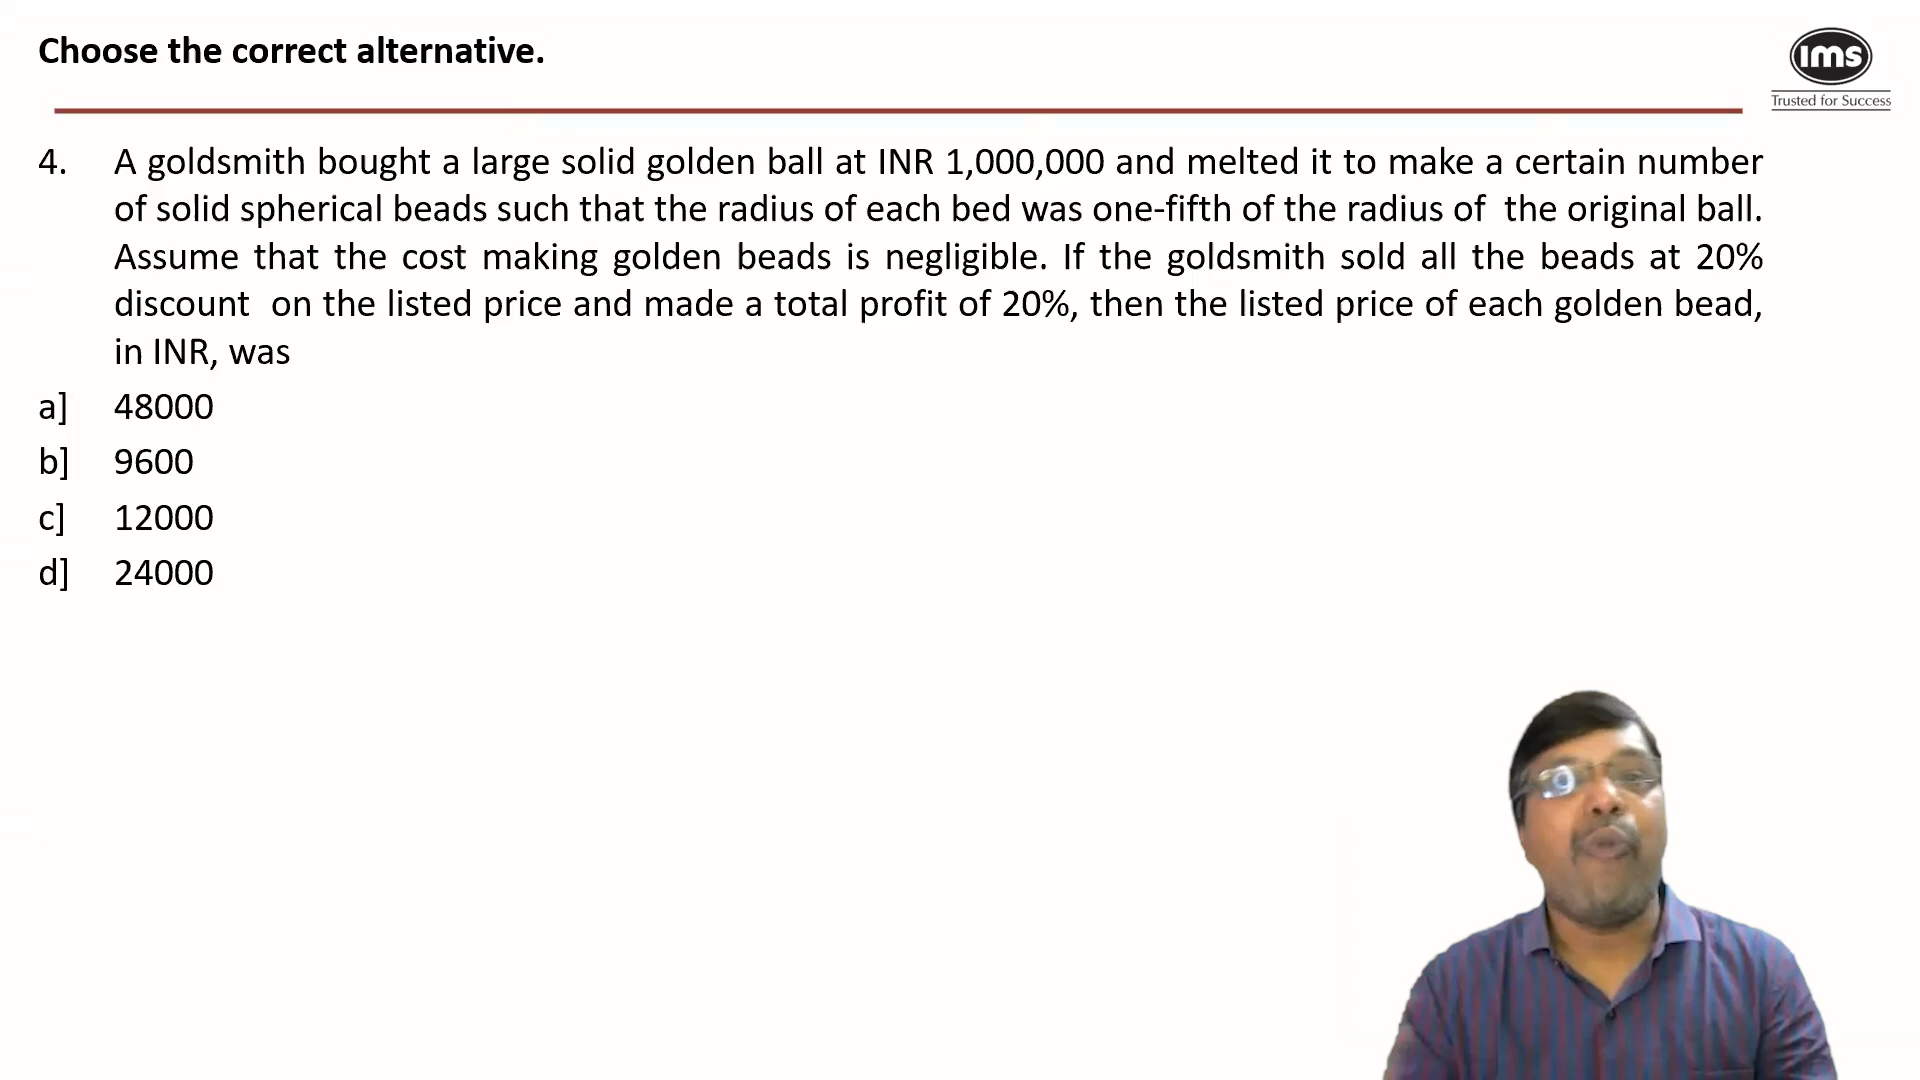 Choose the correct alternative.
ims
Trusted for Success
4. A goldsmith bought a large solid golden ball at INR 1,000,000 and melted it to make a certain number
of solid spherical beads such that the radius of each bed was one-fifth of the radius of the original ball.
Assume that the cost making golden beads is negligible. If the goldsmith sold all the beads at 20%
discount on the listed price and made a total profit of 20%, then the listed price of each golden bead,
in INR, was
a] 48000
b] 9600
c] 12000
d] 24000